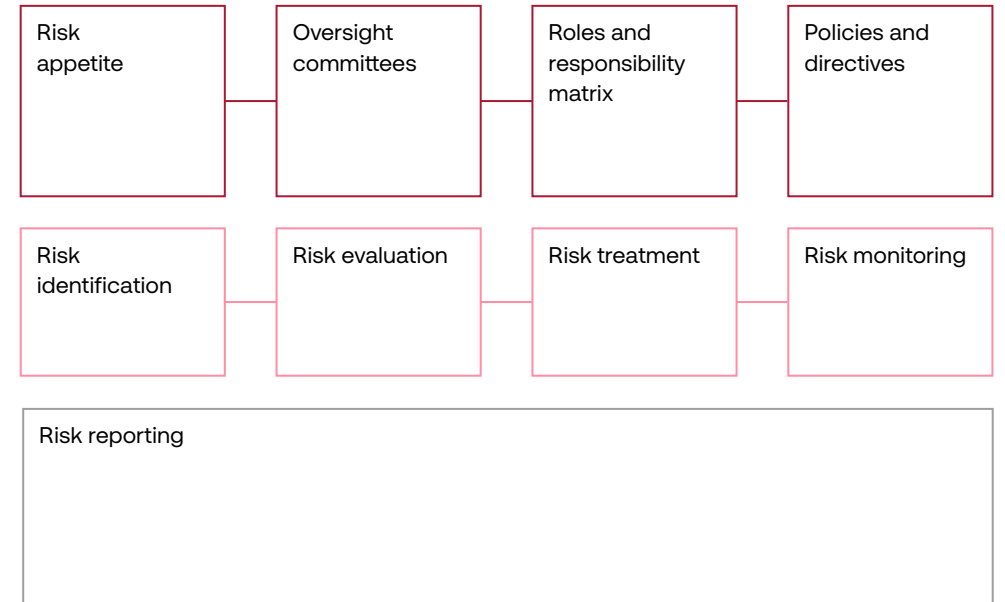 Risk
appetite
Oversight
committees
Roles and
responsibility
matrix
Policies and
directives
Risk
identification
Risk evaluation
Risk treatment
Risk monitoring
Risk reporting